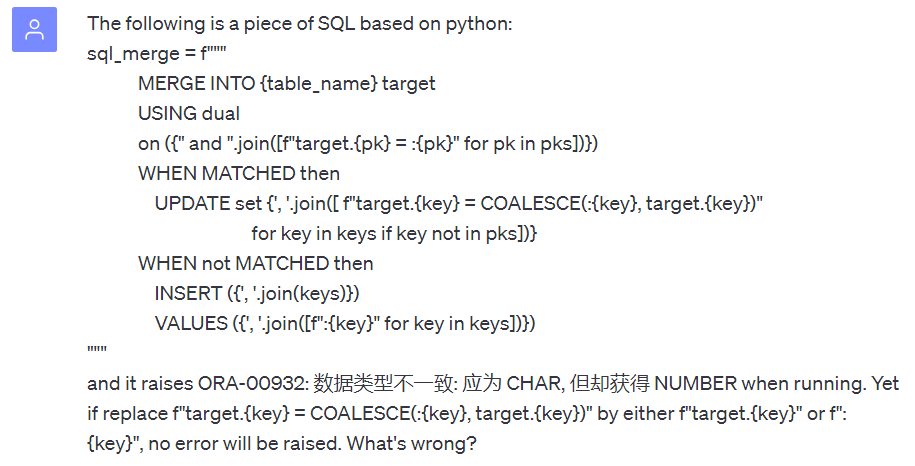 The following is a piece of SQL based on python:
sql_merge = f"""
MERGE INTO {table_name} target
USING dual
on ({" and ".join([f"target.{pk} = :{pk}" for pk in pks])})
WHEN MATCHED then
UPDATE set {', '.join([ f"target.{key} = COALESCE(:{key}, target.{key})"
for key in keys if key not in pks])}
WHEN not MATCHED then
INSERT ({', '.join(keys)})
VALUES ({', '.join([f":{key}" for key in keys])})
"""
and it raises ORA-00932: 数据类型不一致: 应为 CHAR, 但却获得 NUMBER when running. Yet
if replace f"target.{key} = COALESCE(:{key}, target.{key})" by either f"target.{key}" or f":
{key}", no error will be raised. What's wrong?